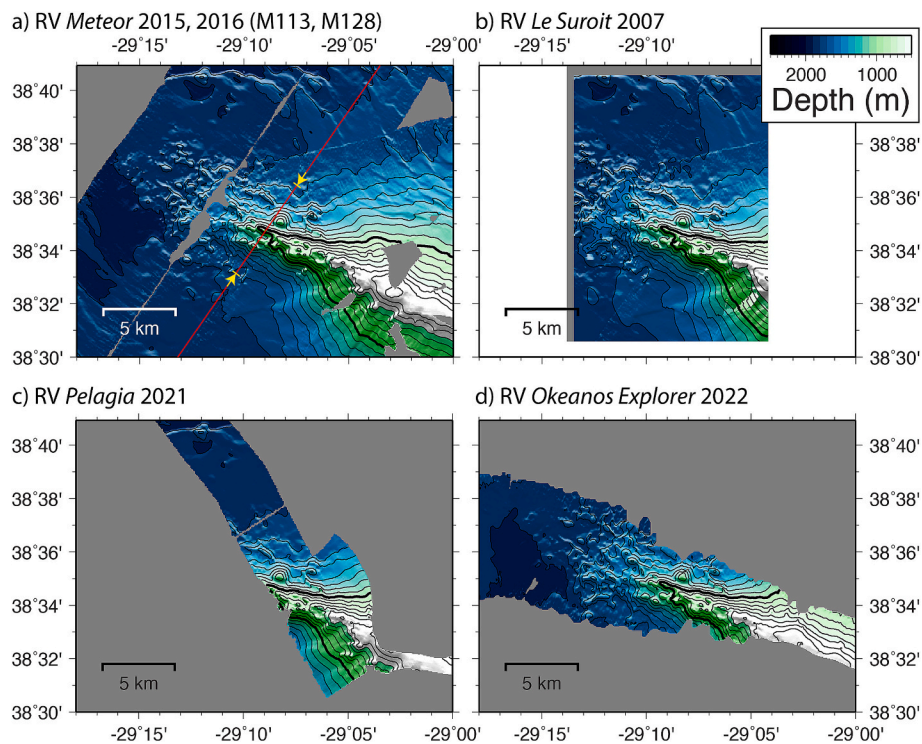 a) RV Meteor 2015, 2016 (M113, M128)
-29˚15' -29˚10' -29˚05' -29˚00'
38˚40'
38˚38'
38˚36'
38˚34'
38˚32'
38˚30'
5 km
b) RV Le Suroit 2007
-29˚15' -29˚10'
2000 1000
Depth (m)
38˚38'
38˚36'
38˚34'
38˚32'
38˚30'
5 km
c) RV Pelagia 2021
38˚40'
38˚38'
38˚36'
38˚34'
38˚32'
38˚30'
5 km
-29˚15' -29˚10' -29˚05' -29˚00'
d) RV Okeanos Explorer 2022
38˚40'
38˚38'
38˚36'
38˚34'
38˚32'
38˚30'
5 km
-29˚15' -29˚10' -29˚05' -29˚00'